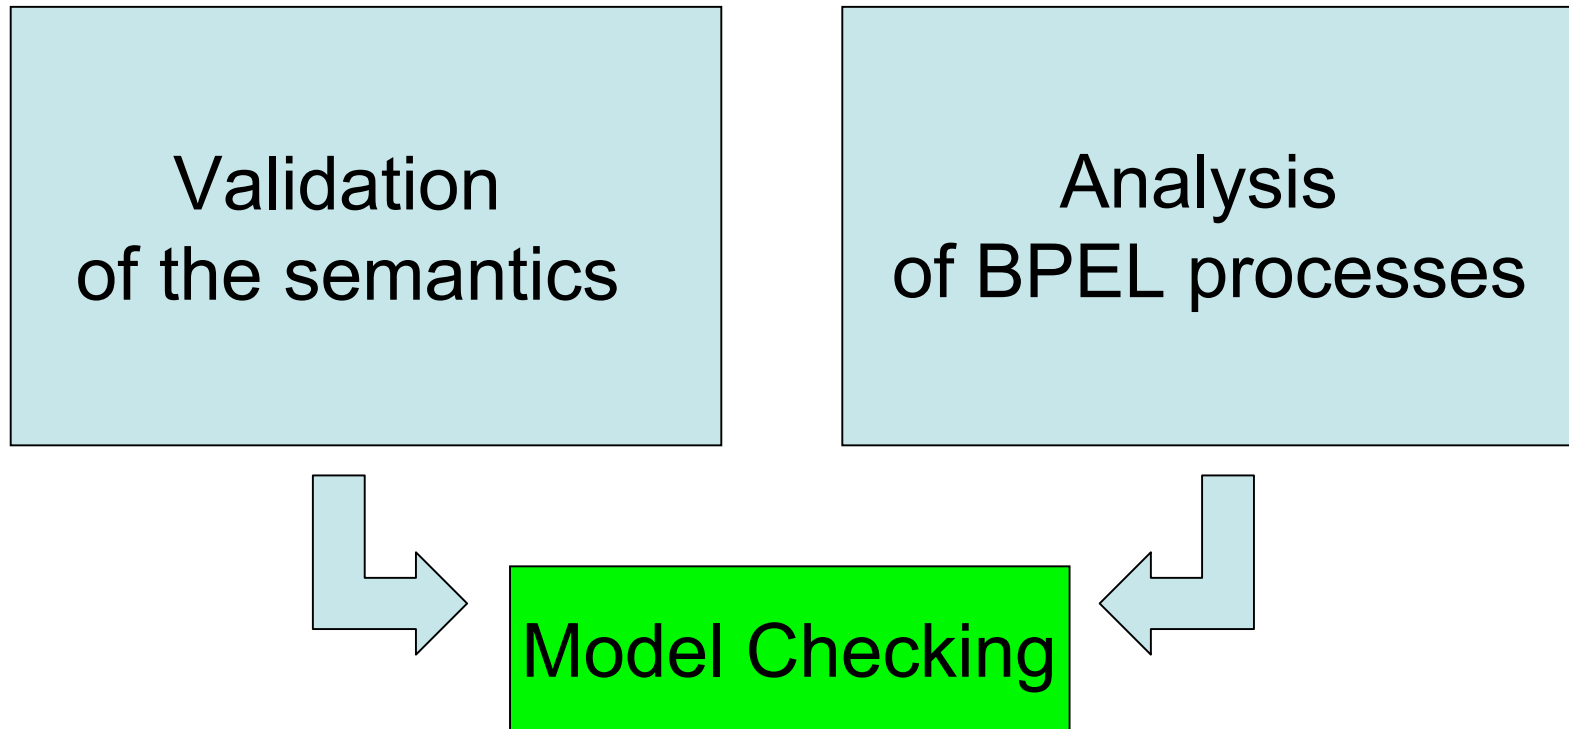 Validation
of the semantics
Analysis
of BPEL processes
Model Checking